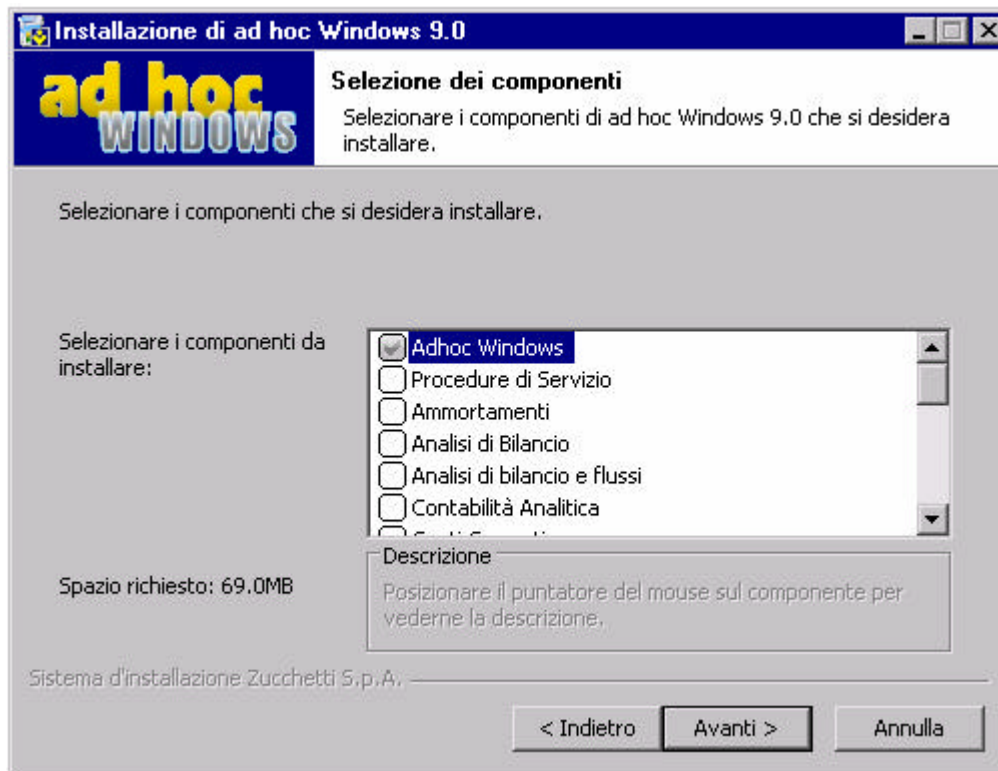 Installazione di ad hoc Windows 9.0
ad hoc
WINDOWS
Selezione dei componenti
Selezionare i componenti di ad hoc Windows 9.0 che si desidera
installare.
Selezionare i componenti che si desidera installare.
Selezionare i componenti da
installare:
Adhoc Windows
Procedure di Servizio
Ammortamenti
Analisi di Bilancio
Analisi di bilancio e flussi
Contabilità Analitica
Spazio richiesto: 69.0MB
Descrizione
Posizionare il puntatore del mouse sul componente per
vederne la descrizione.
Sistema d'installazione Zucchetti S.p.A.
< Indietro
Avanti >
Annulla